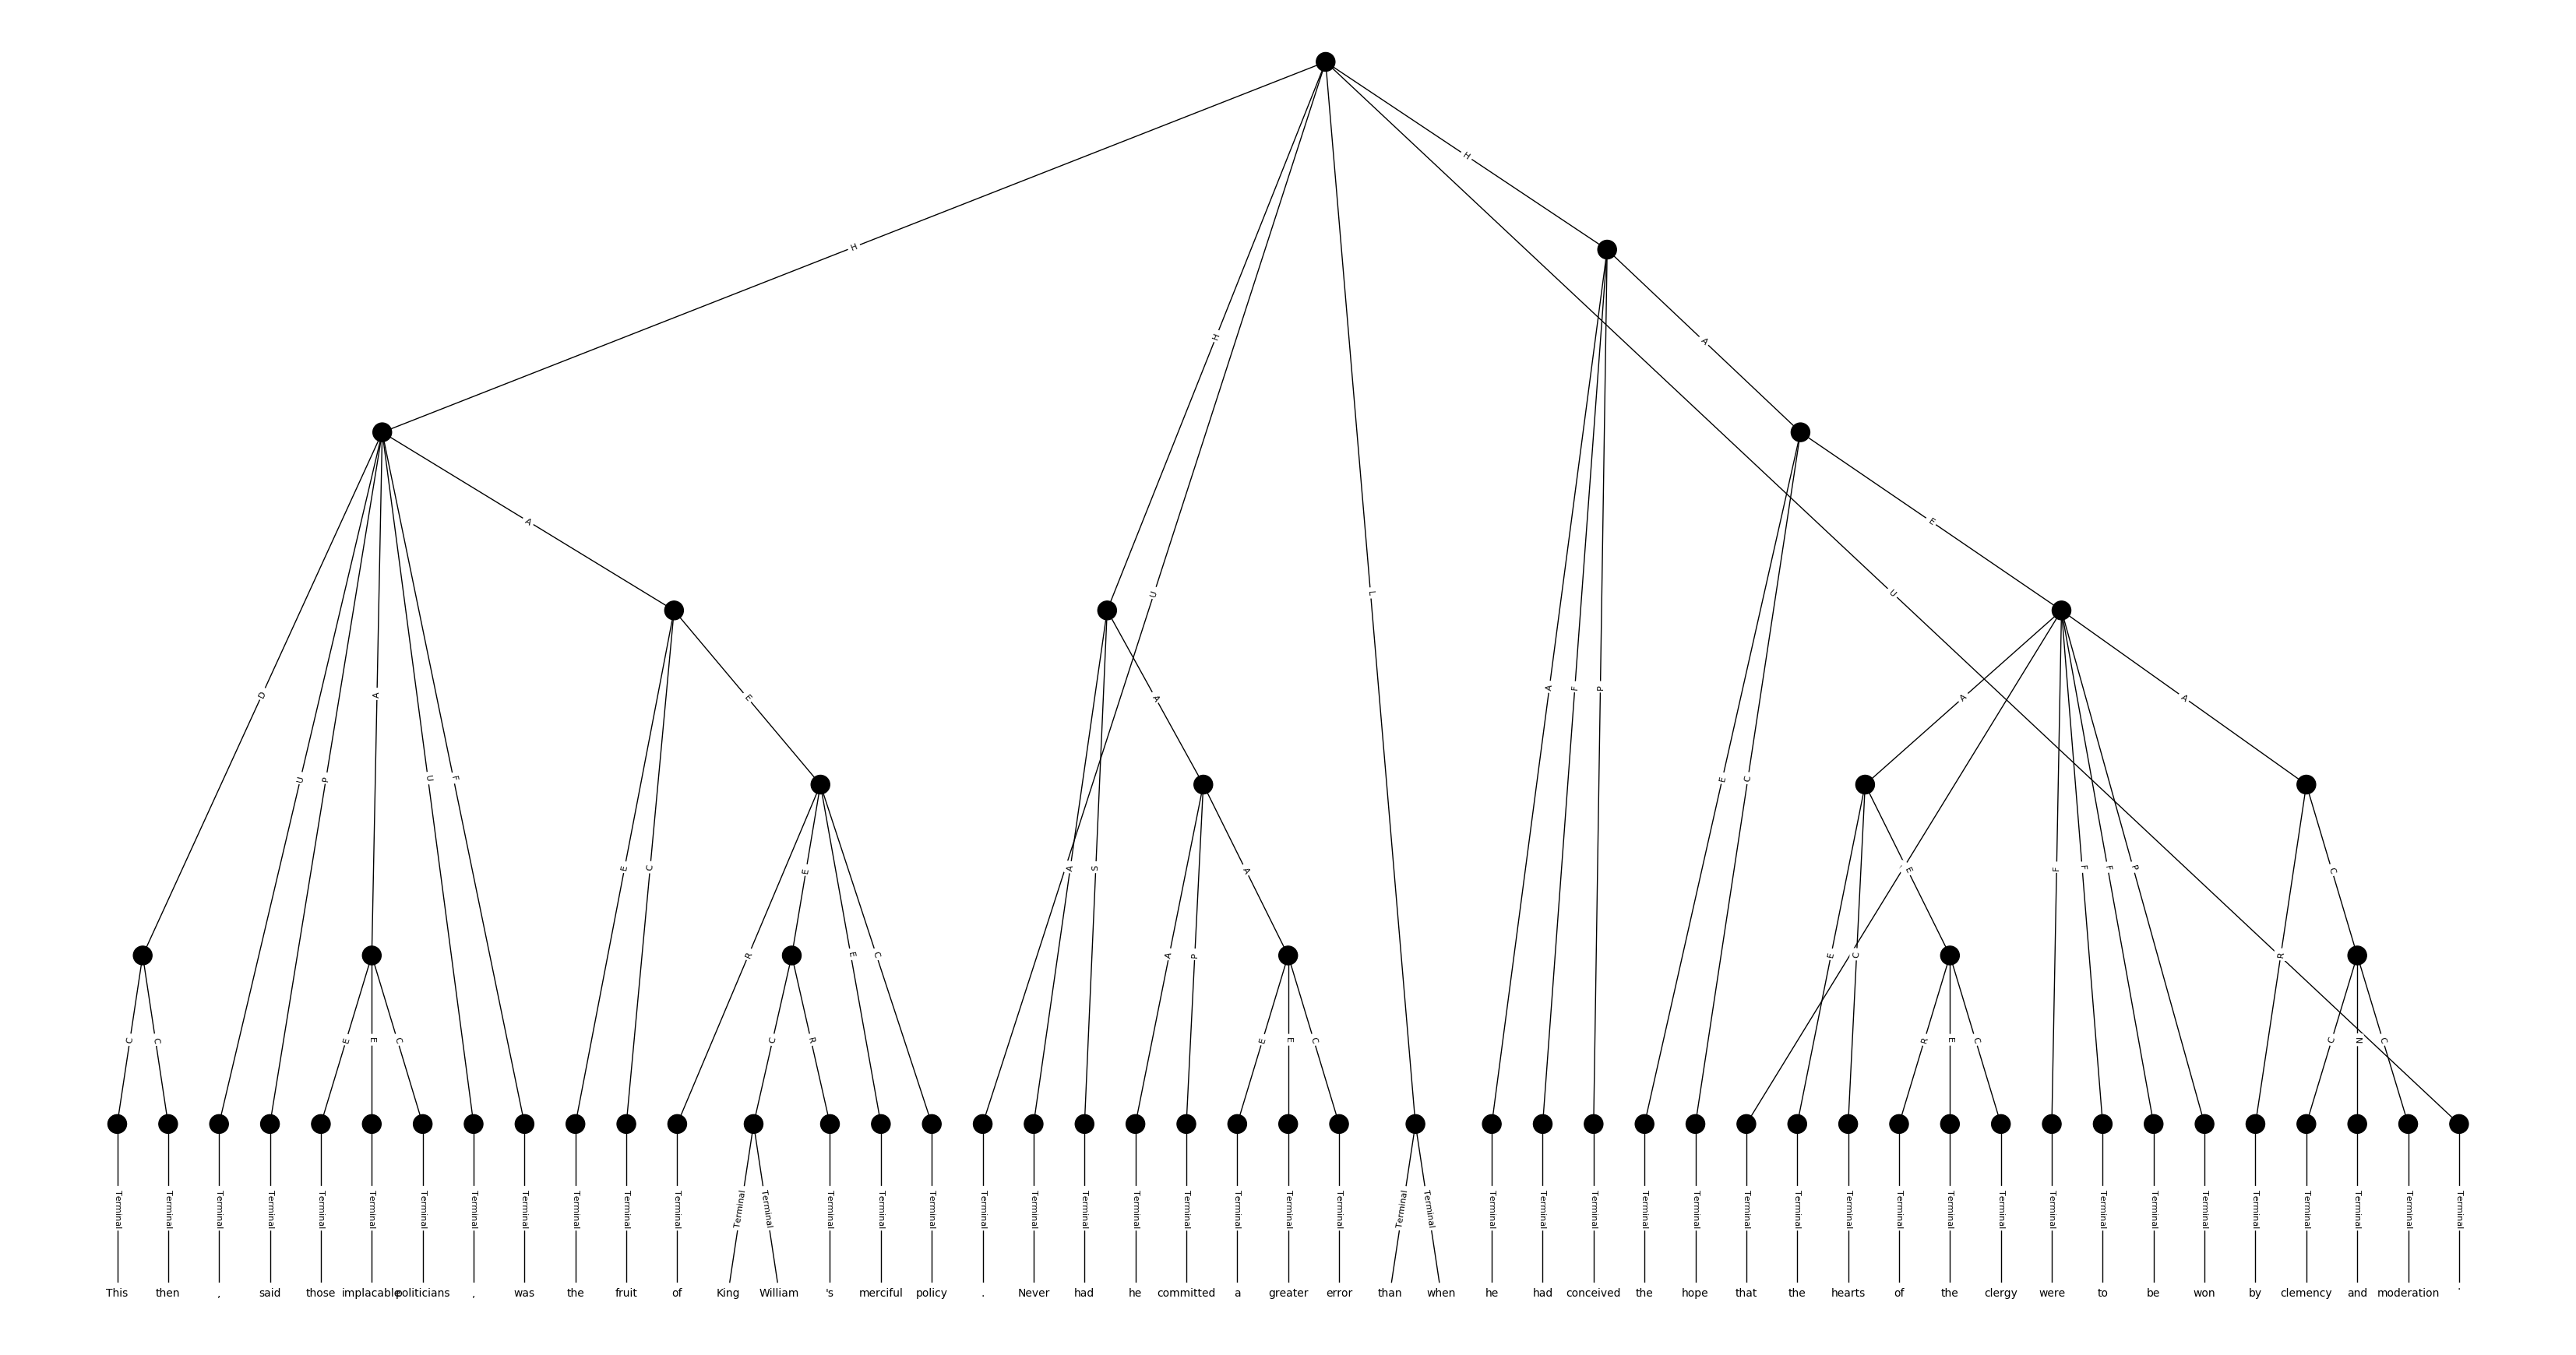 H
H
H
U
L
A
U
A
E
D
A
E
A
A
A
U
P
U
F
E
C
A
F
P
E
C
E
E
C
A
S
A
E
F
F
F
P
C
R
E
C
A
P
E
C
R
C
C
E
E
C
C
R
E
E
C
R
E
C
C
N
C
Terminal Terminal Terminal Terminal Terminal Terminal Terminal Terminal Terminal Terminal Terminal Terminal Terminal Terminal Terminal Terminal Terminal Terminal Terminal Terminal Terminal Terminal Terminal Terminal Terminal Terminal Terminal Terminal Terminal Terminal Terminal Terminal Terminal Terminal Terminal Terminal Terminal Terminal Terminal Terminal Terminal Terminal Terminal Terminal Terminal Terminal Terminal
This then , said those implacable politicians , was the fruit of King William 's merciful policy . Never had he committed a greater error than when he had conceived the hope that the hearts of the clergy were to be won by clemency and moderation .